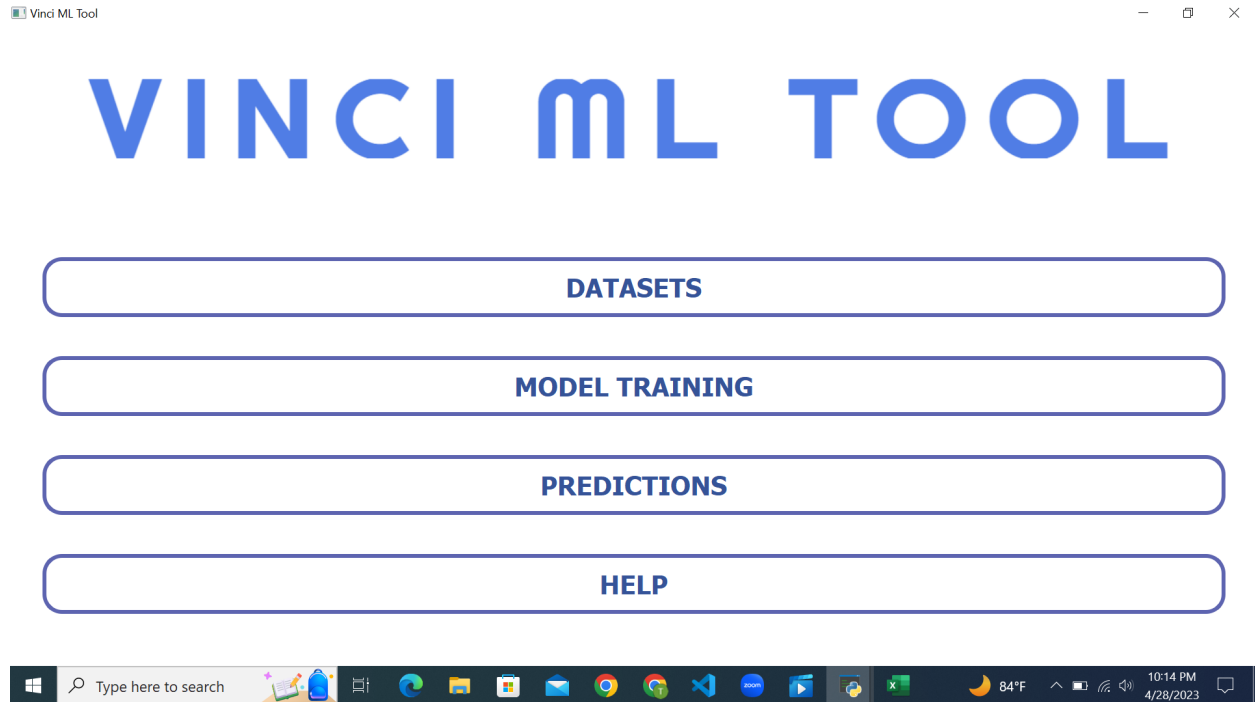 Vinci ML Tool
VINCI ML TOOL
DATASETS
MODEL TRAINING
PREDICTIONS
HELP
Type here to search
zoom
84°F
10:14 PM
4/28/2023